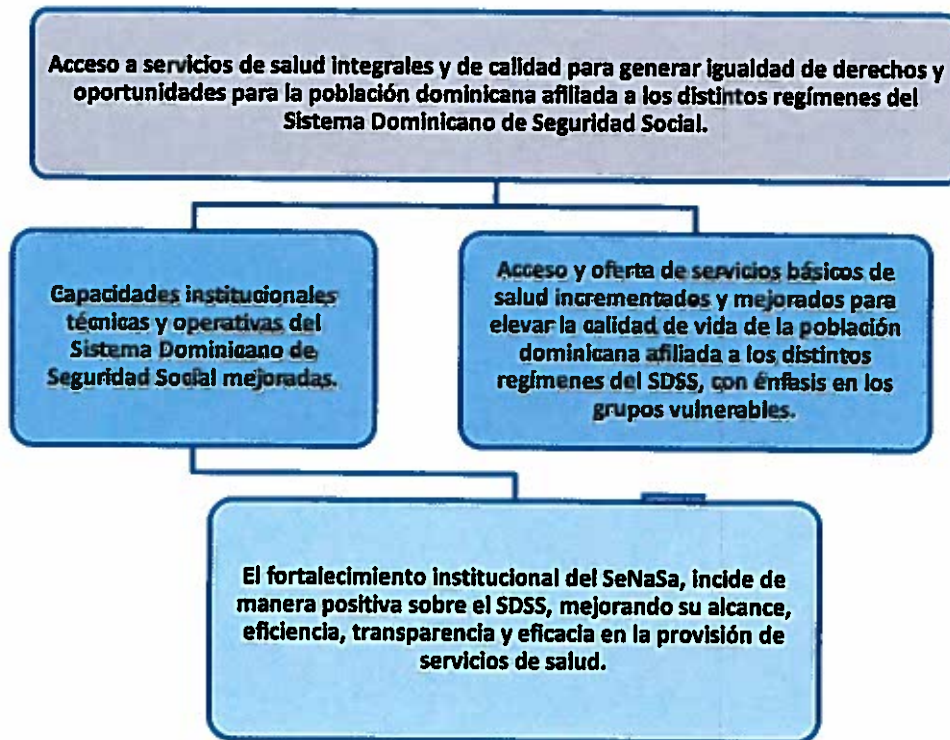 Acceso a servicios de salud integrales y de calidad para generar igualdad de derechos y
oportunidades para la población dominicana afiliada a los distintos regímenes del
Sistema Dominicano de Seguridad Social.
Capacidades institucionales
técnicas y operativas del
Sistema Dominicano de
Seguridad Social mejoradas.
Acceso y oferta de servicios básicos de
salud incrementados y mejorados para
elevar la calidad de vida de la población
dominicana afiliada a los distintos
regímenes del SDSS, con énfasis en los
grupos vulnerables.
El fortalecimiento institucional del SeNaSa, incide de
manera positiva sobre el SDSS, mejorando su alcance,
eficiencia, transparencia y eficacia en la provisión de
servicios de salud.